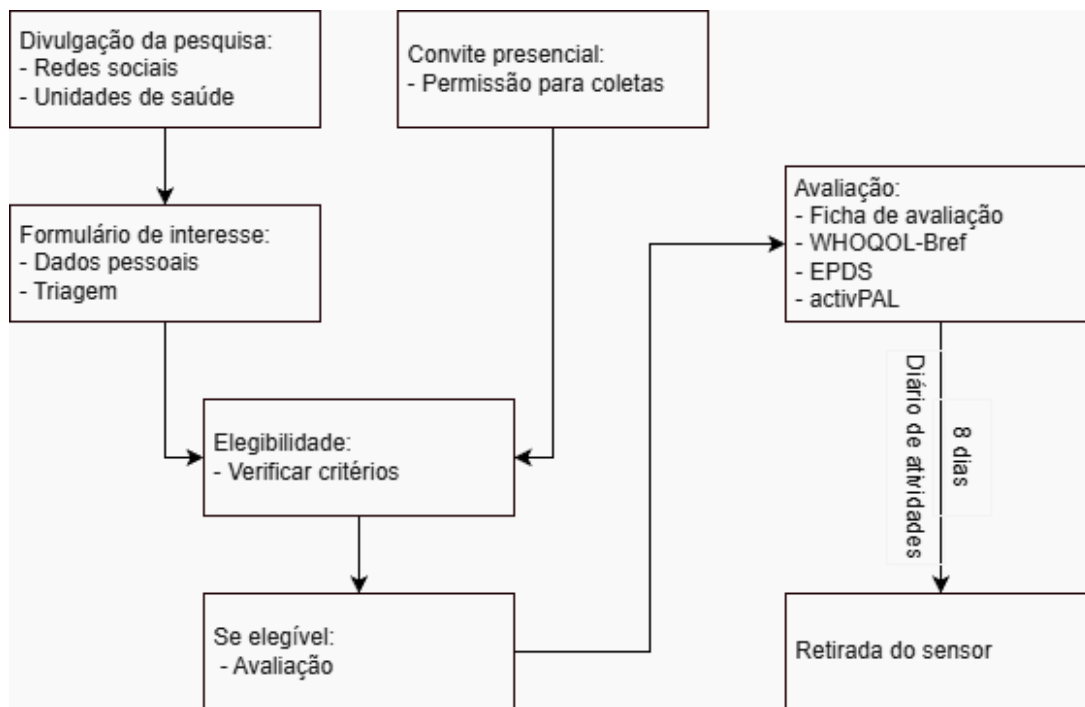 Divulgação da pesquisa:
- Redes sociais
- Unidades de saúde
Convite presencial:
- Permissão para coletas
Formulário de interesse:
- Dados pessoais
- Triagem
Elegibilidade:
- Verificar critérios
Se elegível:
- Avaliação
Avaliação:
- Ficha de avaliação
- WHOQOL-Bref
- EPDS
- activPAL
8 dias
Diário de atividades
Retirada do sensor